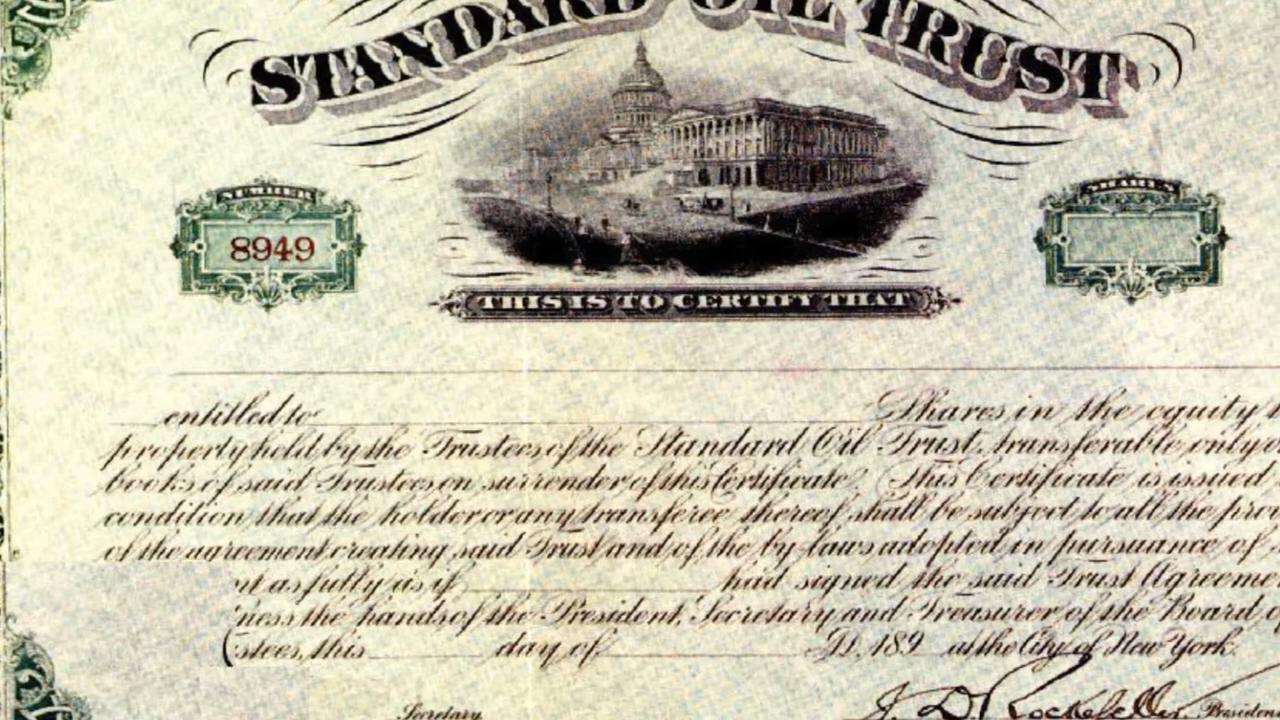 STANDARD OIL TRUST
NUMBER
SHARES
8949
THIS IS TO CERTIFY THAT
entitled to Shares in the equity
property held by the Trustees of the Standard Oil Trust, transferable only
books of said Trustees on surrender of this Certificate. This Certificate is issued
condition that the holder or any transferee thereof shall be subject to all the
of the agreement creating said Trust and of the by-laws adopted in pursuance of
as fully as if had signed the said Trust Agreeme
ness the hands of the President, Secretary and Treasurer of the Board
stees, this day of A.D. 189 at the City of New York.
Secretary J. D. Rockefeller President